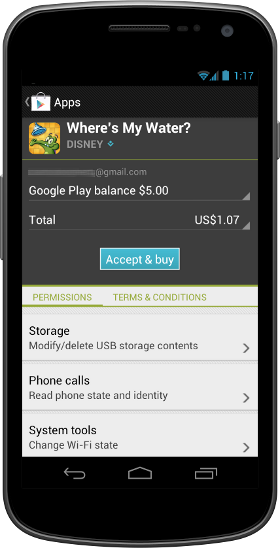 1:17
Apps
Where's My Water?
DISNEY
@gmail.com
Google Play balance $5.00
Total US$1.07
Accept & buy
PERMISSIONS TERMS & CONDITIONS
Storage
Modify/delete USB storage contents
Phone calls
Read phone state and identity
System tools
Change Wi-Fi state